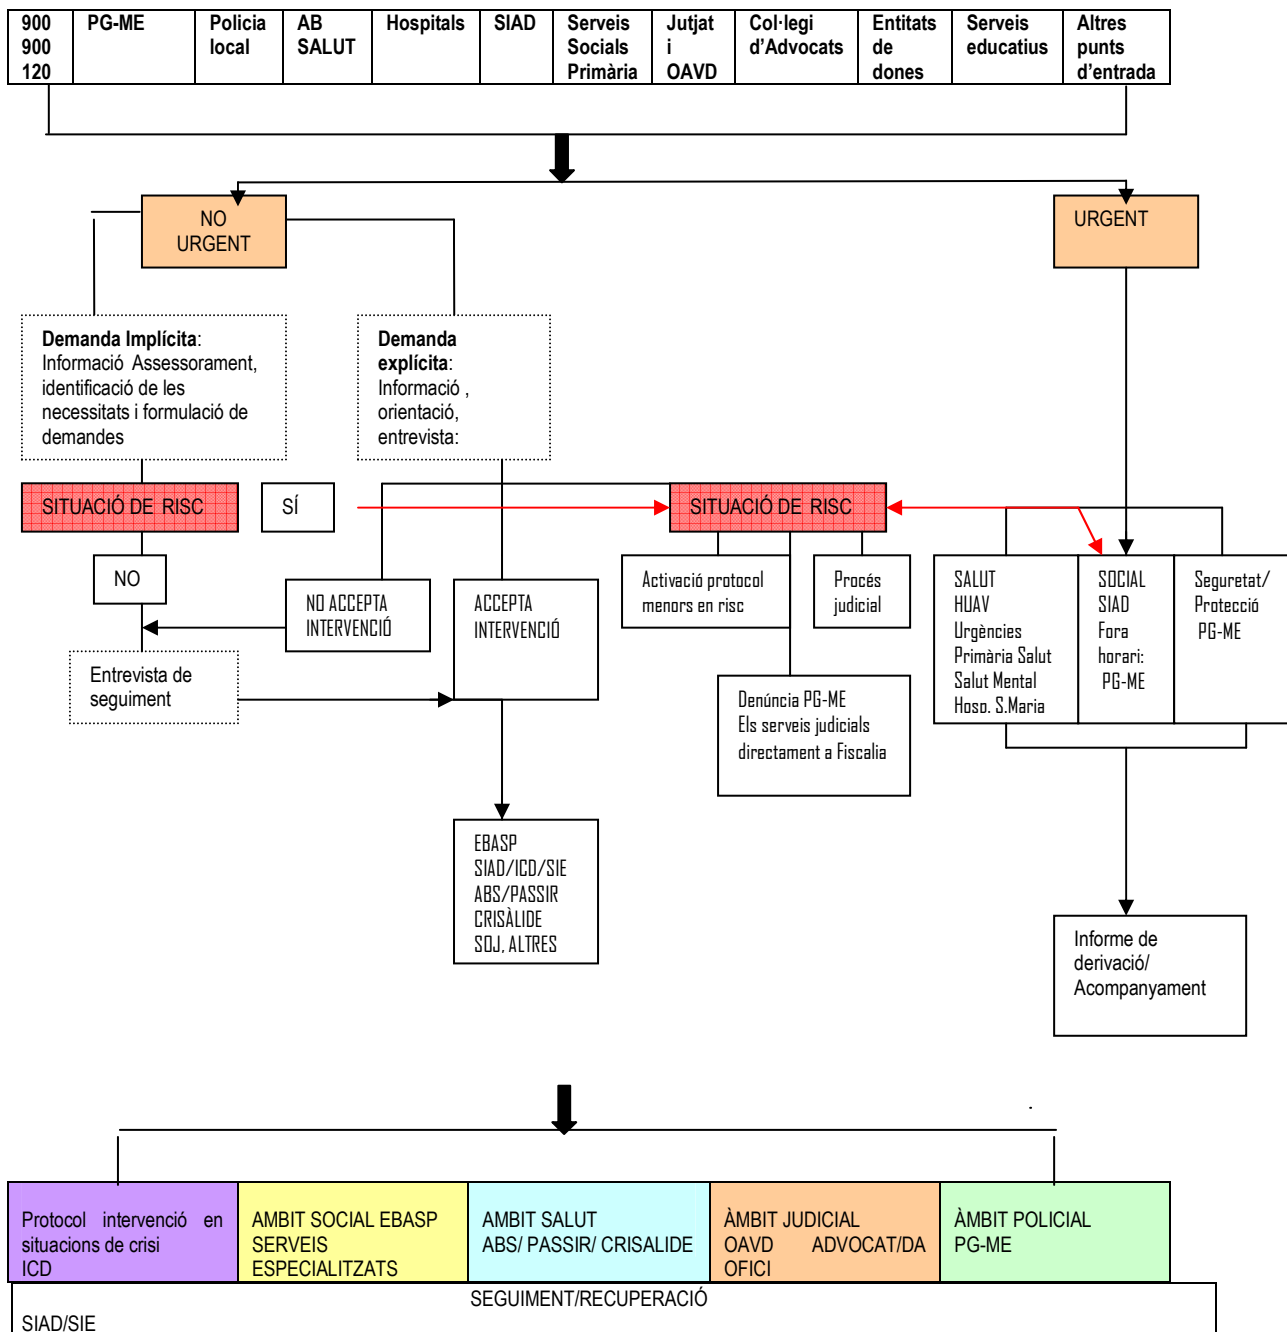 900
900
120
PG-ME
Policia
local
AB
SALUT
Hospitals
SIAD
Serveis
Socials
Primària
Jutjat
i
OAVD
Col·legi
d'Advocats
Entitats
de
dones
Serveis
educatius
Altres
punts
d'entrada
NO
URGENT
URGENT
Demanda Implícita:
Informació Assessorament,
identificació de les
necessitats i formulació de
demandes
Demanda
explícita:
Informació ,
orientació,
entrevista:
SITUACIÓ DE RISC
SÍ
SITUACIÓ DE RISC
NO
NO ACCEPTA
INTERVENCIÓ
ACCEPTA
INTERVENCIÓ
Activació protocol
menors en risc
Procés
judicial
SALUT
HUAV
Urgències
Primària Salut
Salut Mental
Hosp. S.Maria
SOCIAL
SIAD
Fora
horari:
PG-ME
Seguretat/
Protecció
PG-ME
Entrevista de
seguiment
Denúncia PG-ME
Els serveis judicials
directament a Fiscalia
EBASP
SIAD/ICD/SIE
ABS/PASSIR
CRISÀLIDE
SOJ, ALTRES
Informe de
derivació/
Acompanyament
Protocol intervenció en
situacions de crisi
ICD
AMBIT SOCIAL EBASP
SERVEIS
ESPECIALITZATS
AMBIT SALUT
ABS/ PASSIR/ CRISALIDE
ÀMBIT JUDICIAL
OAVD ADVOCAT/DA
OFICI
ÀMBIT POLICIAL
PG-ME
SEGUIMENT/RECUPERACIÓ
SIAD/SIE